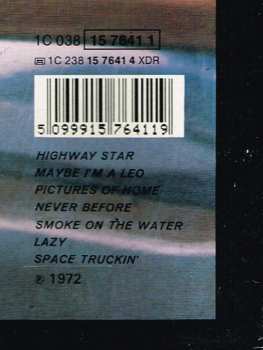 1C 038 15 7641 1
1C 238 15 7641 4 XDR
5 099915 764119
HIGHWAY STAR
MAYBE I'M A LEO
PICTURES OF HOME
NEVER BEFORE
SMOKE ON THE WATER
LAZY
SPACE TRUCKIN'
℗ 1972